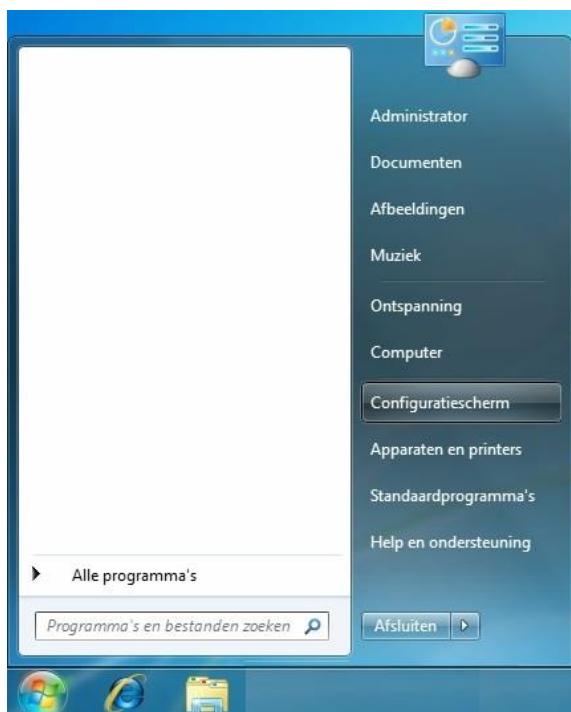 Administrator
Documenten
Afbeeldingen
Muziek
Ontspanning
Computer
Configuratiescherm
Apparaten en printers
Standaardprogramma's
Help en ondersteuning
Alle programma's
Programma's en bestanden zoeken
Afsluiten